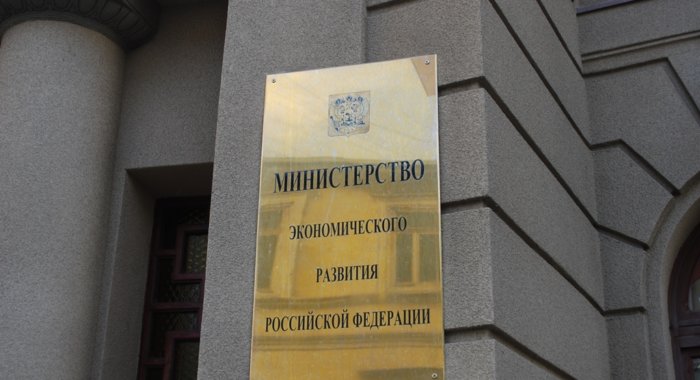 МИНИСТЕРСТВО
ЭКОНОМИЧЕСКОГО
РАЗВИТИЯ
РОССИЙСКОЙ ФЕДЕРАЦИИ